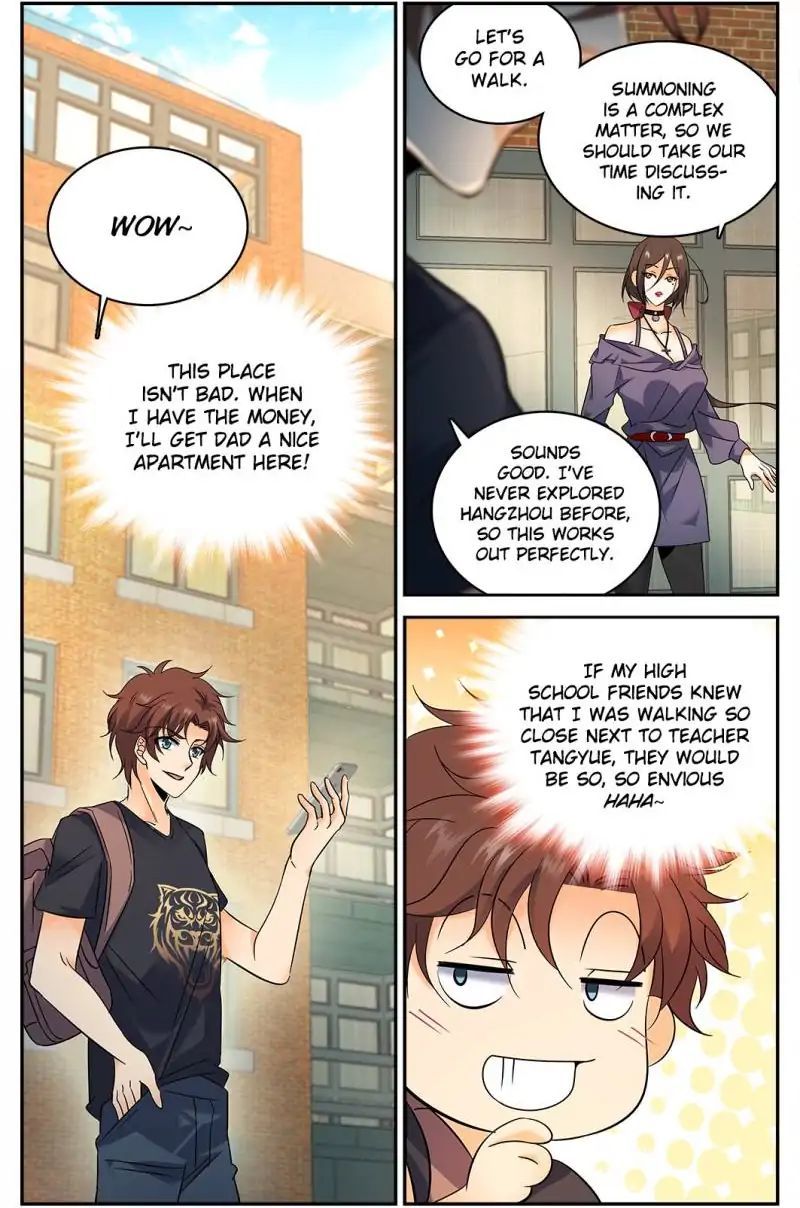 WOW~
THIS PLACE
ISN'T BAD. WHEN
I HAVE THE MONEY,
I'LL GET DAD A NICE
APARTMENT HERE!
LET'S
GO FOR A
WALK.
SUMMONING
IS A COMPLEX
MATTER, SO WE
SHOULD TAKE OUR
TIME DISCUSS-
ING IT.
SOUNDS
GOOD. I'VE
NEVER EXPLORED
HANGZHOU BEFORE,
SO THIS WORKS
OUT PERFECTLY.
IF MY HIGH
SCHOOL FRIENDS KNEW
THAT I WAS WALKING SO
CLOSE NEXT TO TEACHER
TANGYUE, THEY WOULD
BE SO, SO ENVIOUS
HAHA~